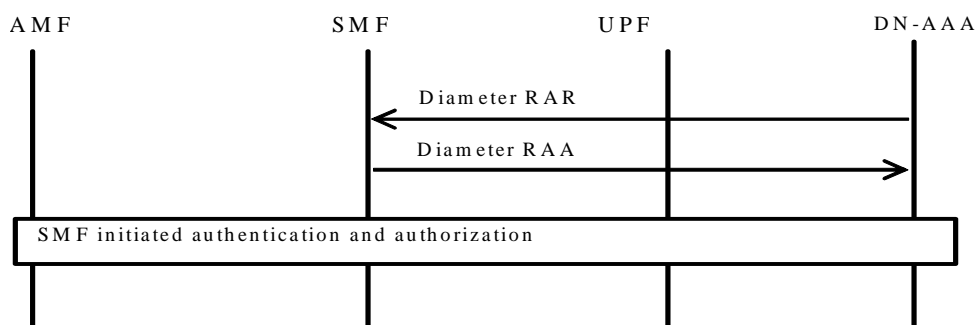 AMF SMF UPF DN-AAA
Diameter RAR
Diameter RAA
SMF initiated authentication and authorization